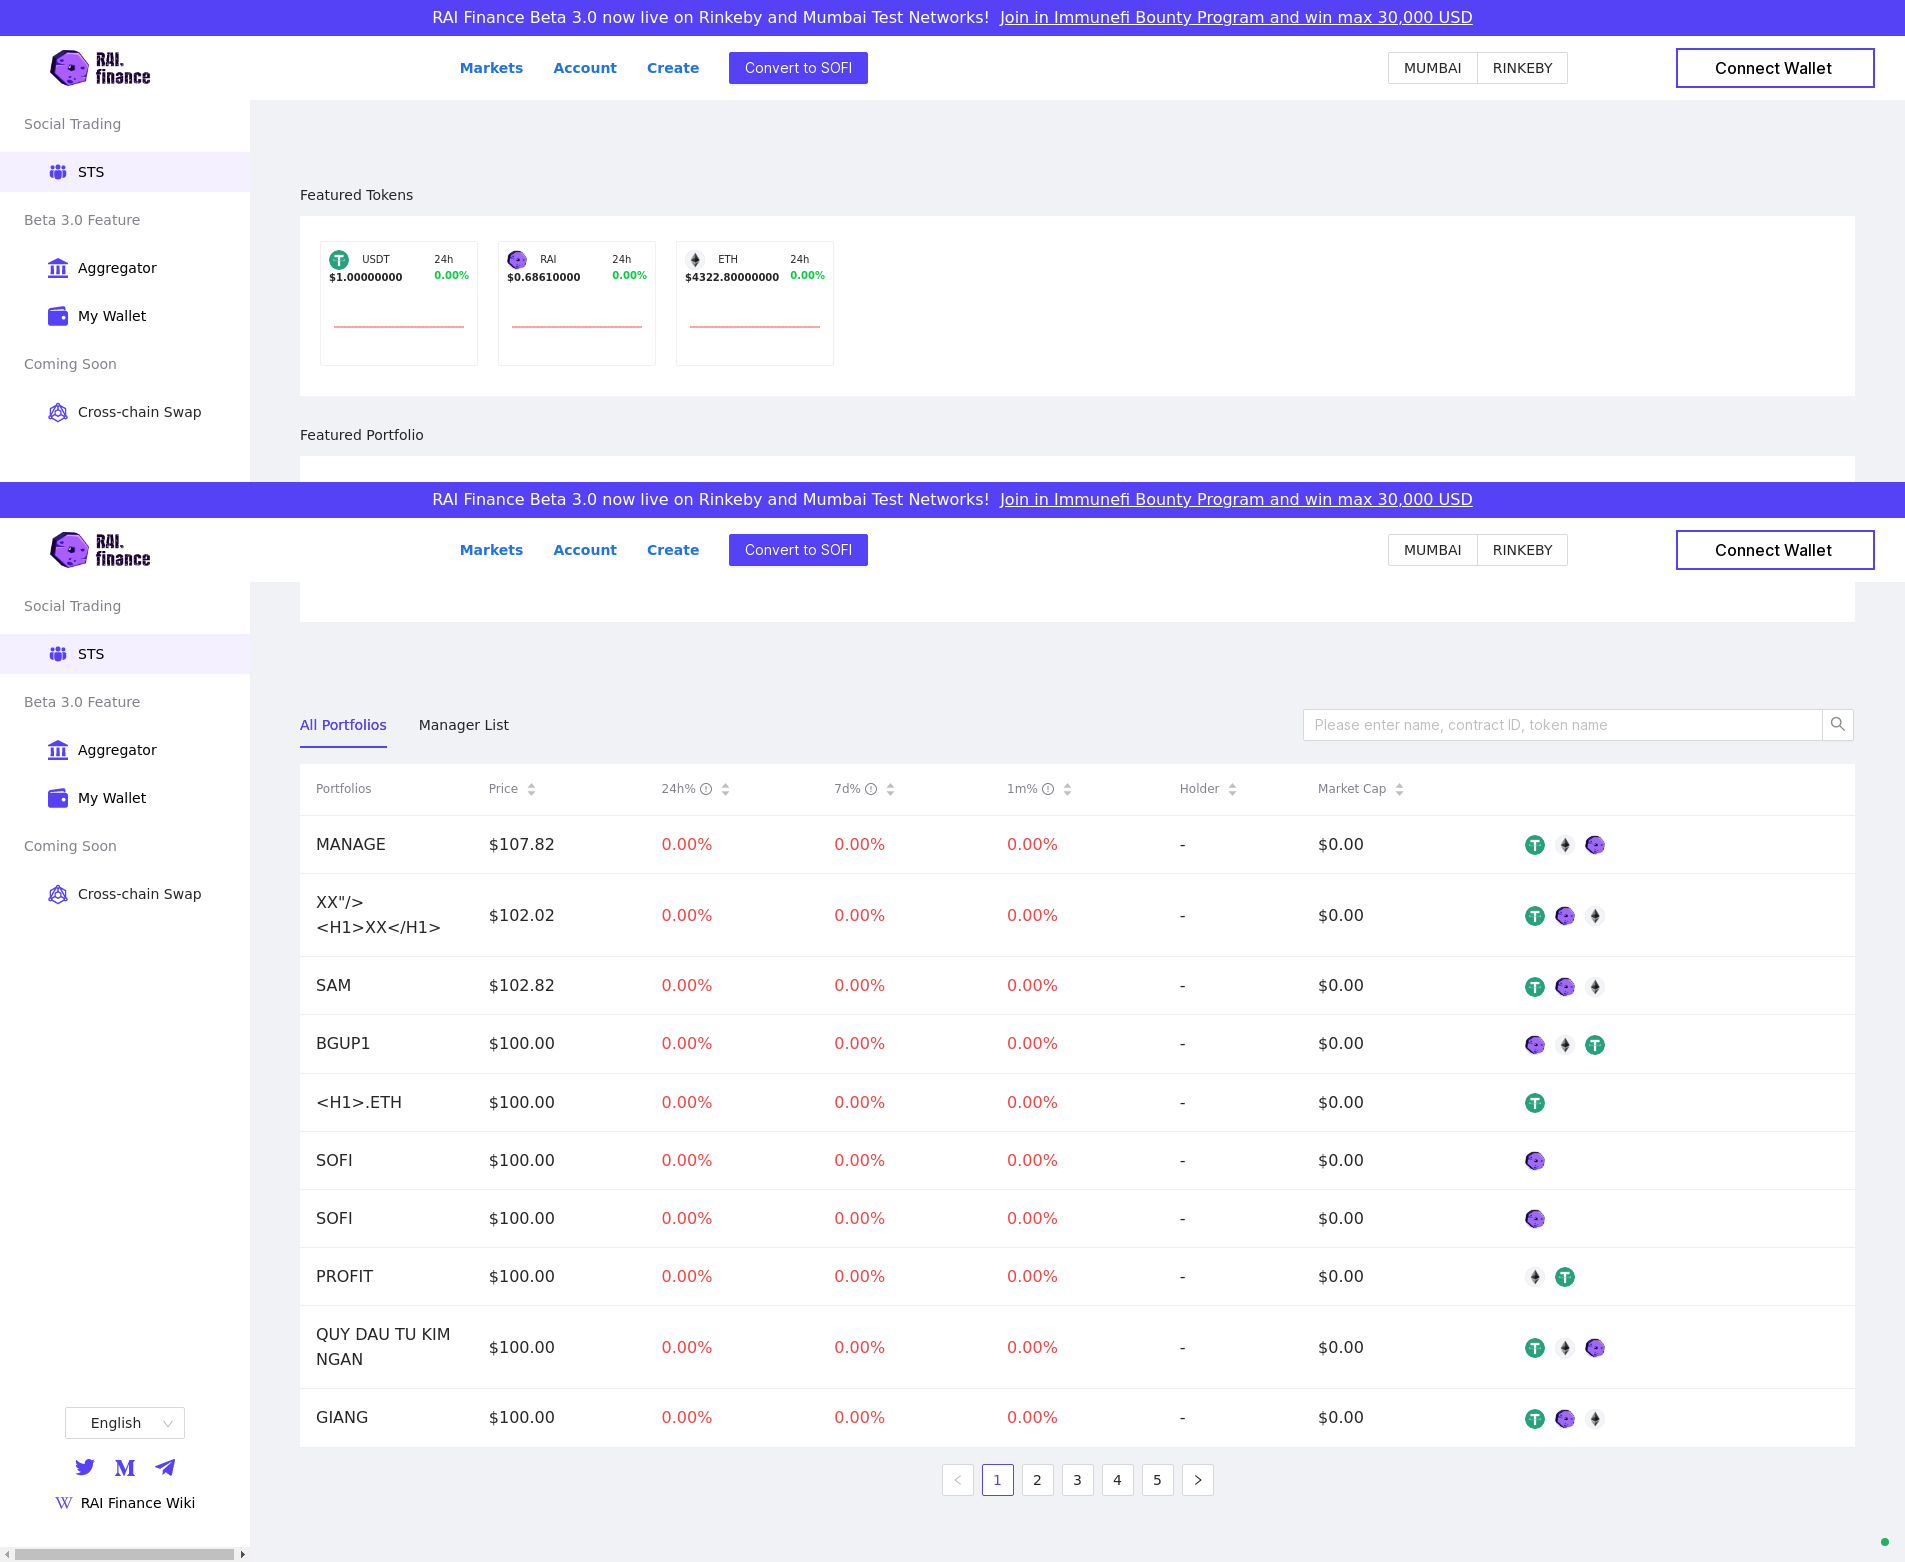 RAI Finance Beta 3.0 now live on Rinkeby and Mumbai Test Networks! Join in Immunefi Bounty Program and win max 30,000 USD
RAI. finance
Markets Account Create Convert to SOFI MUMBAI RINKEBY Connect Wallet
Social Trading
STS
Beta 3.0 Feature
Aggregator
My Wallet
Coming Soon
Cross-chain Swap
Featured Tokens
USDT 24h
$1.00000000 0.00%
RAI 24h
$0.68610000 0.00%
ETH 24h
$4322.80000000 0.00%
Featured Portfolio
RAI Finance Beta 3.0 now live on Rinkeby and Mumbai Test Networks! Join in Immunefi Bounty Program and win max 30,000 USD
RAI. finance
Markets Account Create Convert to SOFI MUMBAI RINKEBY Connect Wallet
Social Trading
STS
Beta 3.0 Feature
Aggregator
My Wallet
Coming Soon
Cross-chain Swap
All Portfolios Manager List Please enter name, contract ID, token name
Portfolios Price 24h% 7d% 1m% Holder Market Cap
MANAGE $107.82 0.00% 0.00% 0.00% - $0.00
XX"/>
<H1>XX</H1> $102.02 0.00% 0.00% 0.00% - $0.00
SAM $102.82 0.00% 0.00% 0.00% - $0.00
BGUP1 $100.00 0.00% 0.00% 0.00% - $0.00
<H1>.ETH $100.00 0.00% 0.00% 0.00% - $0.00
SOFI $100.00 0.00% 0.00% 0.00% - $0.00
SOFI $100.00 0.00% 0.00% 0.00% - $0.00
PROFIT $100.00 0.00% 0.00% 0.00% - $0.00
QUY DAU TU KIM
NGAN $100.00 0.00% 0.00% 0.00% - $0.00
GIANG $100.00 0.00% 0.00% 0.00% - $0.00
< 1 2 3 4 5 >
English
RAI Finance Wiki